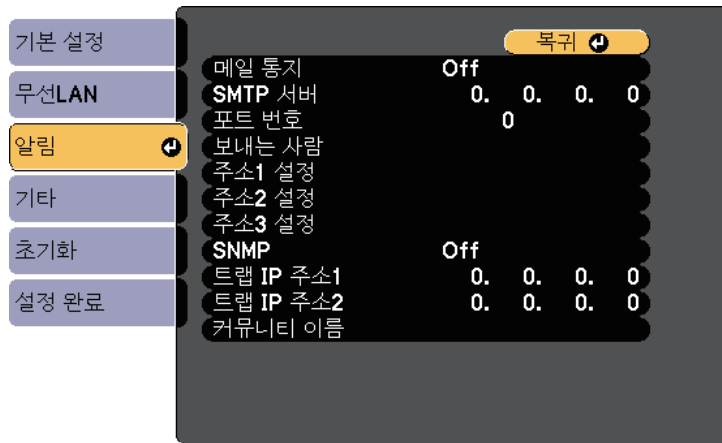 기본 설정
무선LAN
알림
기타
초기화
설정 완료
복귀
메일 통지 Off
SMTP 서버 0. 0. 0. 0
포트 번호 0
보내는 사람
주소1 설정
주소2 설정
주소3 설정
SNMP Off
트랩 IP 주소1 0. 0. 0. 0
트랩 IP 주소2 0. 0. 0. 0
커뮤니티 이름